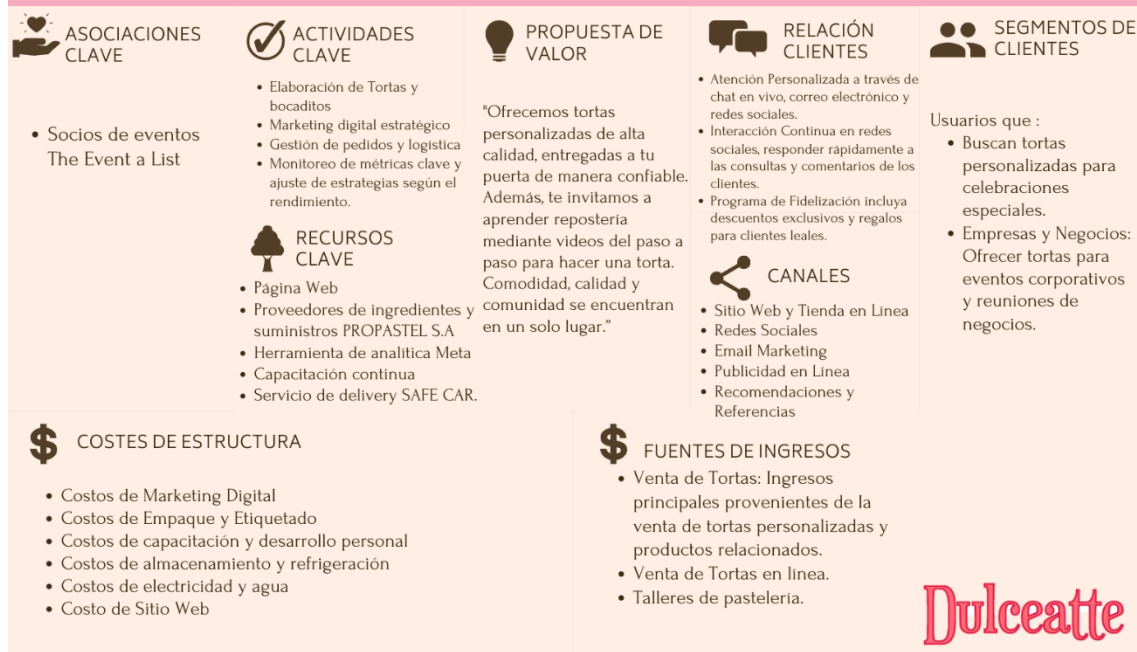 ASOCIACIONES
CLAVE
• Socios de eventos
The Event a List
ACTIVIDADES
CLAVE
• Elaboración de Tortas y
bocaditos
• Marketing digital estratégico
• Gestión de pedidos y logística
• Monitoreo de métricas clave y
ajuste de estrategias según el
rendimiento.
RECURSOS
CLAVE
• Página Web
• Proveedores de ingredientes y
suministros PROPASTEL S.A
• Herramienta de analítica Meta
• Capacitación continua
• Servicio de delivery SAFE CAR.
PROPUESTA DE
VALOR
"Ofrecemos tortas
personalizadas de alta
calidad, entregadas a tu
puerta de manera confiable.
Además, te invitamos a
aprender repostería
mediante videos del paso a
paso para hacer una torta.
Comodidad, calidad y
comunidad se encuentran
en un solo lugar.”
RELACIÓN
CLIENTES
• Atención Personalizada a través de
chat en vivo, correo electrónico y
redes sociales.
• Interacción Continua en redes
sociales, responder rápidamente a
las consultas y comentarios de los
clientes.
• Programa de Fidelización incluya
descuentos exclusivos y regalos
para clientes leales.
CANALES
• Sitio Web y Tienda en Línea
• Redes Sociales
• Email Marketing
• Publicidad en Línea
• Recomendaciones y
Referencias
SEGMENTOS DE
CLIENTES
Usuarios que :
• Buscan tortas
personalizadas para
celebraciones
especiales.
• Empresas y Negocios:
Ofrecer tortas para
eventos corporativos
y reuniones de
negocios.
$ COSTES DE ESTRUCTURA
• Costos de Marketing Digital
• Costos de Empaque y Etiquetado
• Costos de capacitación y desarrollo personal
• Costos de almacenamiento y refrigeración
• Costos de electricidad y agua
• Costo de Sitio Web
$ FUENTES DE INGRESOS
• Venta de Tortas: Ingresos
principales provenientes de la
venta de tortas personalizadas y
productos relacionados.
• Venta de Tortas en línea.
• Talleres de pastelería.
Dulceatte